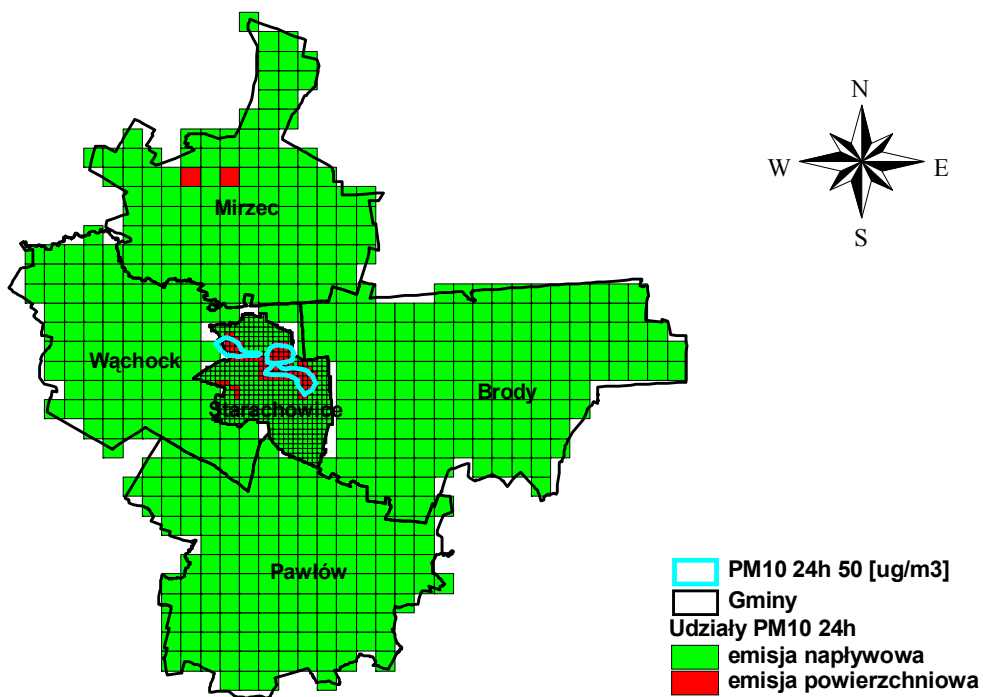 N
W
E
S
Mirzec
Wąchock
Starachowice
Brody
Pawłów
PM10 24h 50 [ug/m3]
Gminy
Udziały PM10 24h
emisja napływowa
emisja powierzchniowa